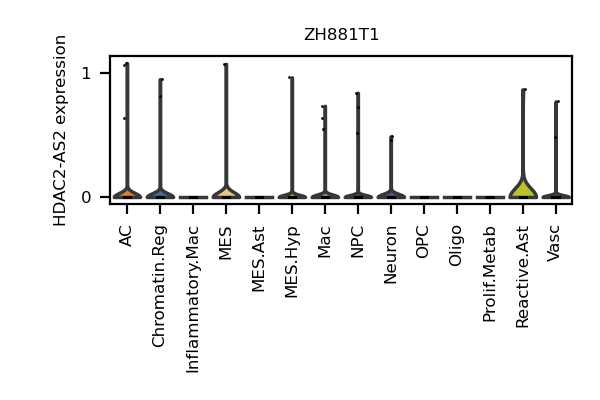 ZH881T1
HDAC2-AS2 expression
1
0
AC
Chromatin.Reg
Inflammatory.Mac
MES
MES.Ast
MES.Hyp
Mac
NPC
Neuron
OPC
Oligo
Prolif.Metab
Reactive.Ast
Vasc